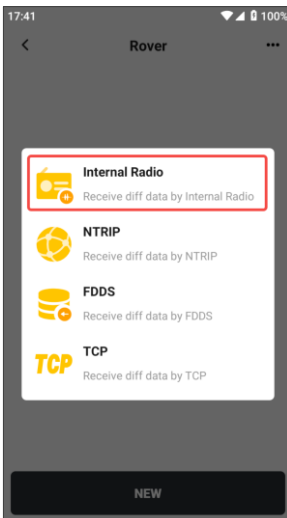 17:41 100%
Rover
Internal Radio
Receive diff data by Internal Radio
NTRIP
Receive diff data by NTRIP
FDDS
Receive diff data by FDDS
TCP
TCP
Receive diff data by TCP
NEW